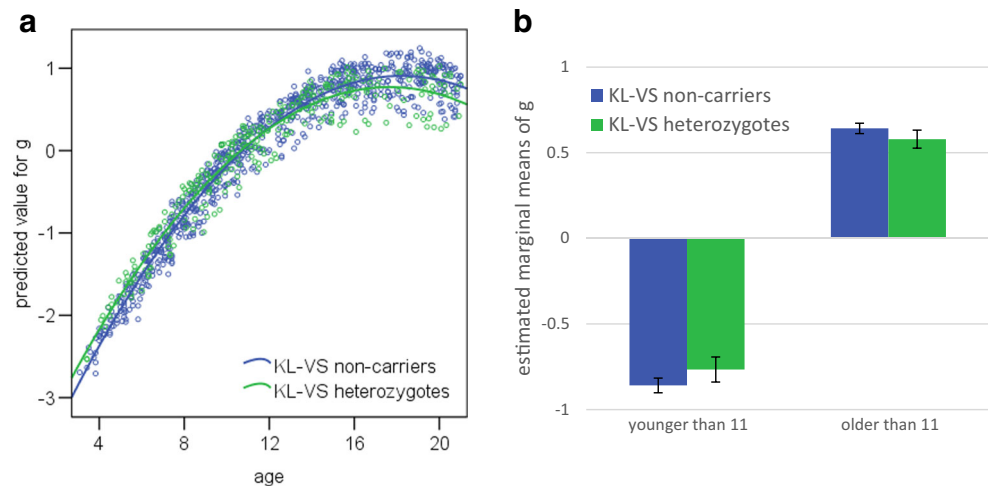 a
predicted value for g
1
0
-1
-2
-3
KL-VS non-carriers
KL-VS heterozygotes
4 8 12 16 20
age
b
estimated marginal means of g
1
0.5
0
-0.5
-1
KL-VS non-carriers
KL-VS heterozygotes
younger than 11 older than 11